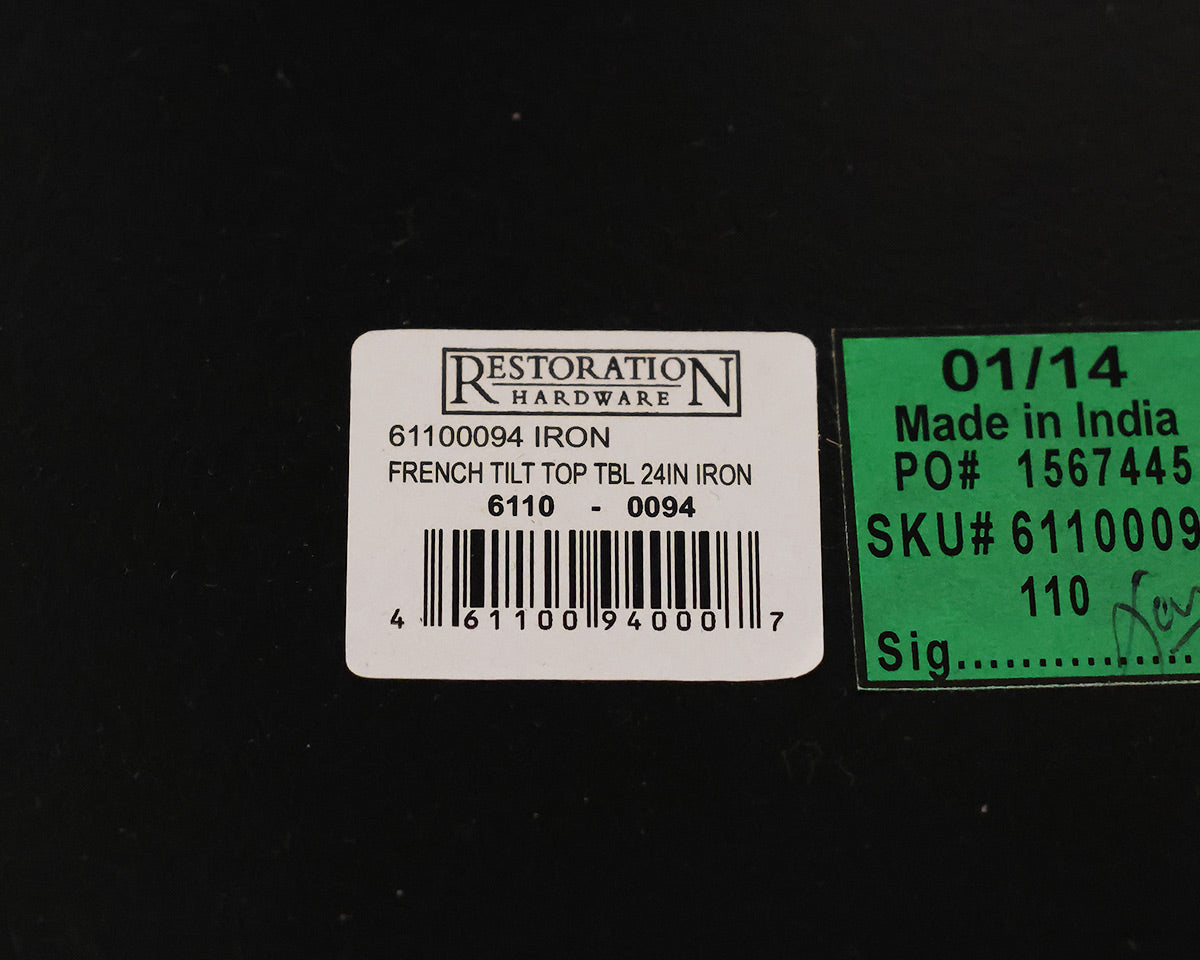 RESTORATION
HARDWARE
61100094 IRON
FRENCH TILT TOP TBL 24IN IRON
6110 - 0094
4 61100 94000 7
01/14
Made in India
PO# 1567445
SKU# 6110009
110
Sig...............